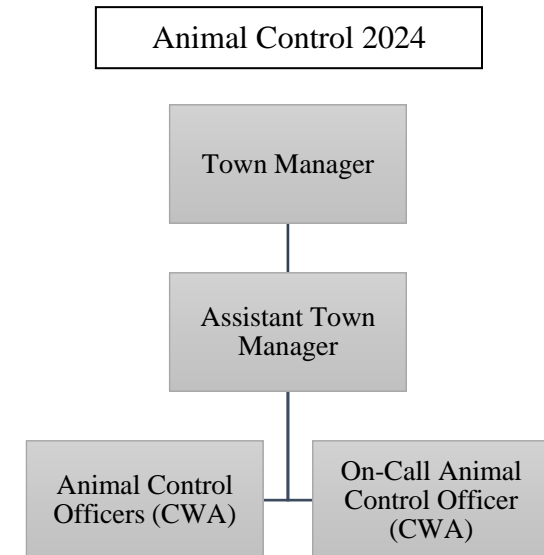 Animal Control 2024
Town Manager
Assistant Town
Manager
Animal Control
Officers (CWA)
On-Call Animal
Control Officer
(CWA)